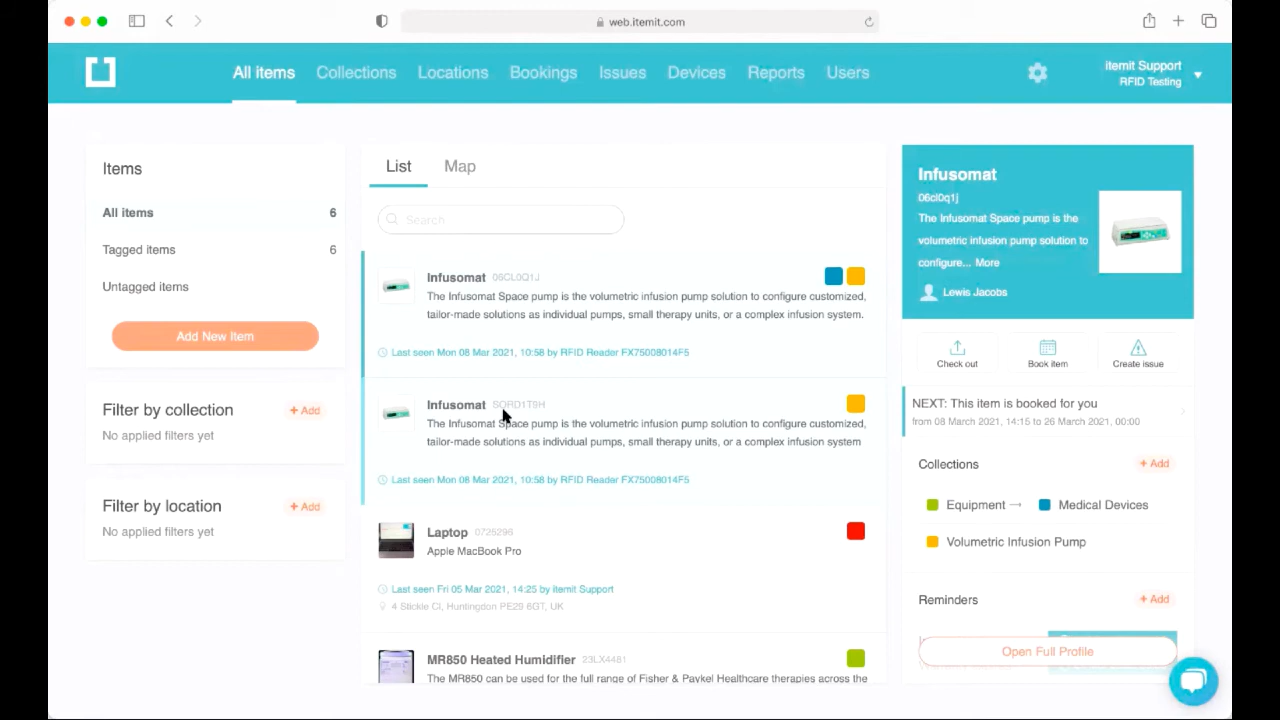 web.itemit.com
All items
Collections
Locations
Bookings
Issues
Devices
Reports
Users
itemit Support
RFID Testing
Items
All items 6
Tagged items 6
Untagged items
Add New Item
Filter by collection + Add
No applied filters yet
Filter by location + Add
No applied filters yet
List
Map
Search
Infusomat 06CL0Q1J
The Infusomat Space pump is the volumetric infusion pump solution to configure customized,
tailor-made solutions as individual pumps, small therapy units, or a complex infusion system.
Last seen Mon 08 Mar 2021, 10:58 by RFID Reader FX75008014F5
Infusomat
The Infusomat Space pump is the volumetric infusion pump solution to configure customized,
tailor-made solutions as individual pumps, small therapy units, or a complex infusion system
Last seen Mon 08 Mar 2021, 10:58 by RFID Reader FX75008014F5
Laptop 0725296
Apple MacBook Pro
Last seen Fri 05 Mar 2021, 14:25 by itemit Support
4 Stickle Cl, Huntingdon PE29 6GT, UK
MR850 Heated Humidifier 23LX4481
The MR850 can be used for the full range of Fisher & Paykel Healthcare therapies across the
Infusomat
06cl0q1j
The Infusomat Space pump is the
volumetric infusion pump solution to
configure... More
Lewis Jacobs
Check out
Book item
Create issue
NEXT: This item is booked for you
from 08 March 2021, 14:15 to 26 March 2021, 00:00
Collections + Add
Equipment → Medical Devices
Volumetric Infusion Pump
Reminders + Add
Open Full Profile